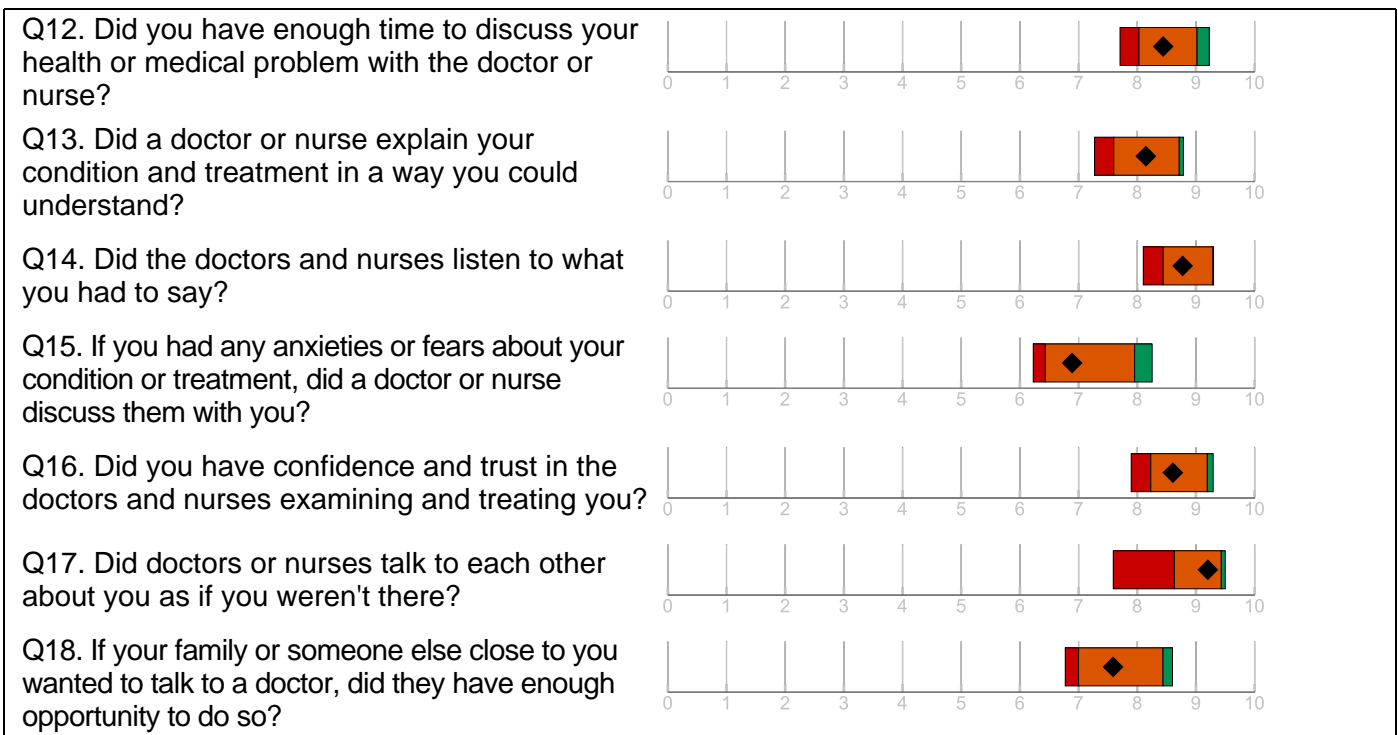 Q12. Did you have enough time to discuss your
health or medical problem with the doctor or
nurse?
0 1 2 3 4 5 6 7 8 9 10
Q13. Did a doctor or nurse explain your
condition and treatment in a way you could
understand?
0 1 2 3 4 5 6 7 8 9 10
Q14. Did the doctors and nurses listen to what
you had to say?
0 1 2 3 4 5 6 7 8 9 10
Q15. If you had any anxieties or fears about your
condition or treatment, did a doctor or nurse
discuss them with you?
0 1 2 3 4 5 6 7 8 9 10
Q16. Did you have confidence and trust in the
doctors and nurses examining and treating you?
0 1 2 3 4 5 6 7 8 9 10
Q17. Did doctors or nurses talk to each other
about you as if you weren't there?
0 1 2 3 4 5 6 7 8 9 10
Q18. If your family or someone else close to you
wanted to talk to a doctor, did they have enough
opportunity to do so?
0 1 2 3 4 5 6 7 8 9 10